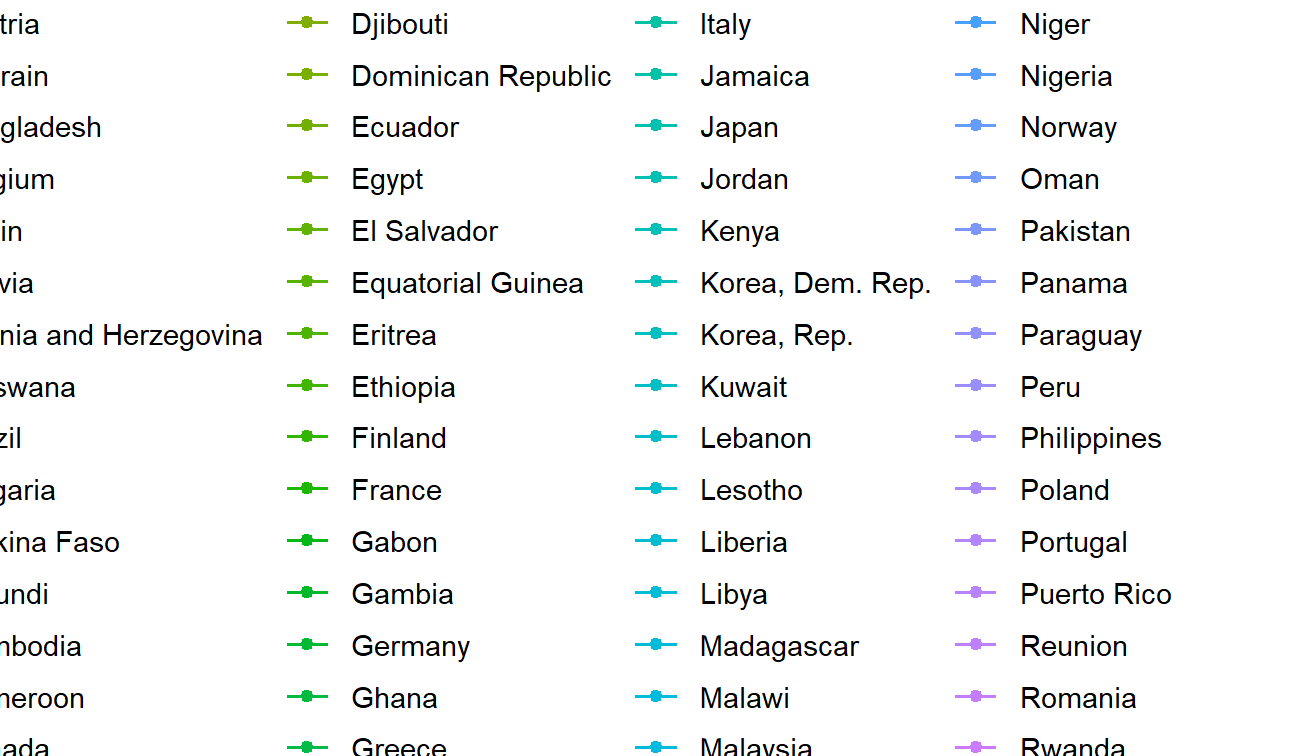 tria
rain
gladesh
gium
in
via
nia and Herzegovina
swana
zil
garia
kina Faso
undi
mbodia
meroon
nada
Djibouti
Dominican Republic
Ecuador
Egypt
El Salvador
Equatorial Guinea
Eritrea
Ethiopia
Finland
France
Gabon
Gambia
Germany
Ghana
Greece
Italy
Jamaica
Japan
Jordan
Kenya
Korea, Dem. Rep.
Korea, Rep.
Kuwait
Lebanon
Lesotho
Liberia
Libya
Madagascar
Malawi
Malaysia
Niger
Nigeria
Norway
Oman
Pakistan
Panama
Paraguay
Peru
Philippines
Poland
Portugal
Puerto Rico
Reunion
Romania
Rwanda